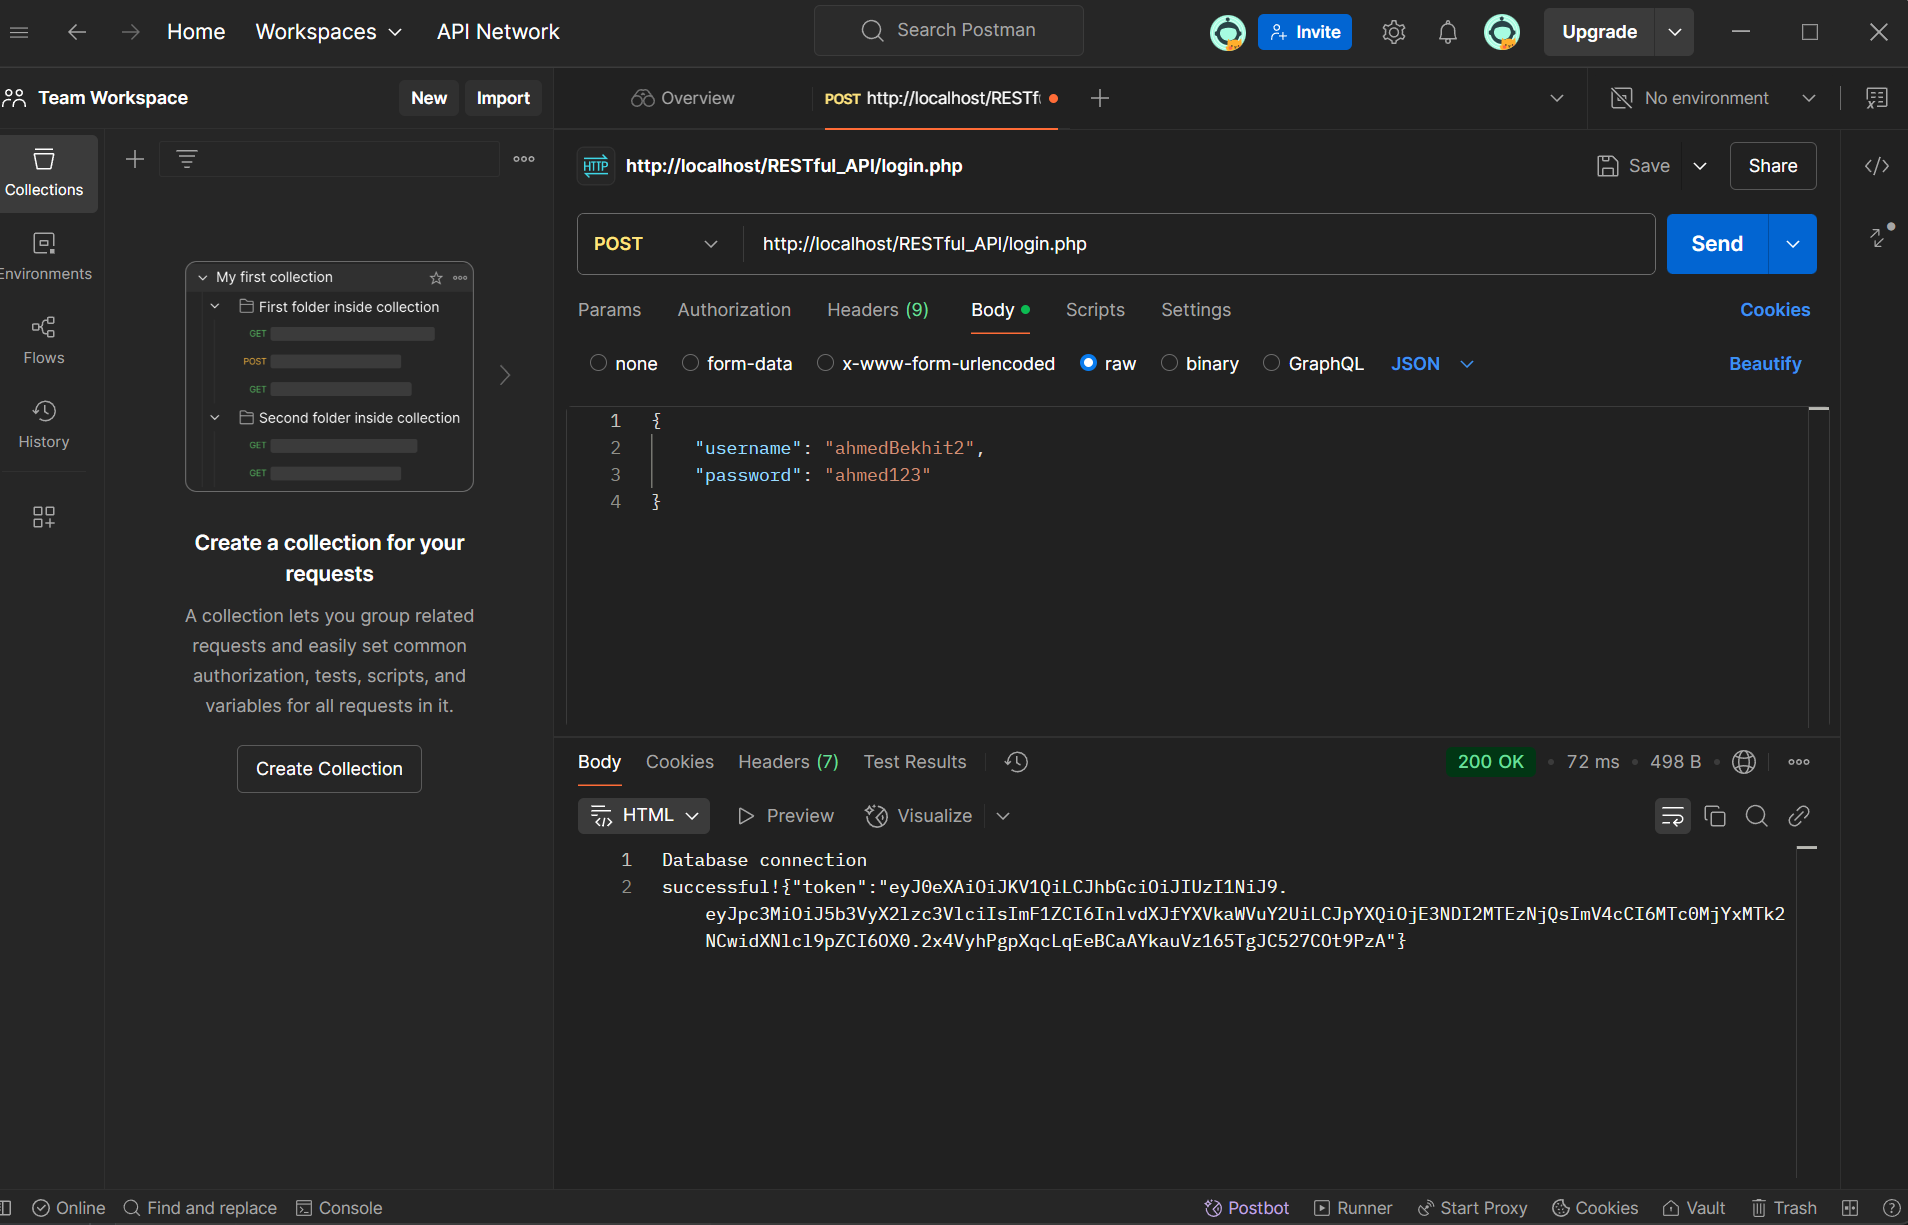 Home
Workspaces
API Network
Search Postman
Invite
Upgrade
Team Workspace
New
Import
Overview
POST http://localhost/RESTf
No environment
Collections
Environments
Flows
History
My first collection
First folder inside collection
GET
POST
GET
Second folder inside collection
GET
GET
Create a collection for your
requests
A collection lets you group related
requests and easily set common
authorization, tests, scripts, and
variables for all requests in it.
Create Collection
HTTP
http://localhost/RESTful_API/login.php
Save
Share
POST
http://localhost/RESTful_API/login.php
Send
Params
Authorization
Headers (9)
Body
Scripts
Settings
Cookies
none
form-data
x-www-form-urlencoded
raw
binary
GraphQL
JSON
Beautify
1 {
2 "username": "ahmedBekhit2",
3 "password": "ahmed123"
4 }
Body
Cookies
Headers (7)
Test Results
200 OK
72 ms
498 B
HTML
Preview
Visualize
1 Database connection
2 successful!{"token":"eyJ0eXAiOiJKV1QiLCJhbGciOiJIUzI1NiJ9.
eyJpc3MiOiJ5b3VyX2lzc3VlciIsImF1ZCI6InlvdXJfYXVkaWVuY2UiLCJpYXQiOjE3NDI2MTEzNjQsImV4cCI6MTc0MjYxMTk2
NCwidXNlcl9pZCI6OX0.2x4VyhPgpXqcLqEeBCaAYkauVz165TgJC527COt9PzA"}
Online
Find and replace
Console
Postbot
Runner
Start Proxy
Cookies
Vault
Trash